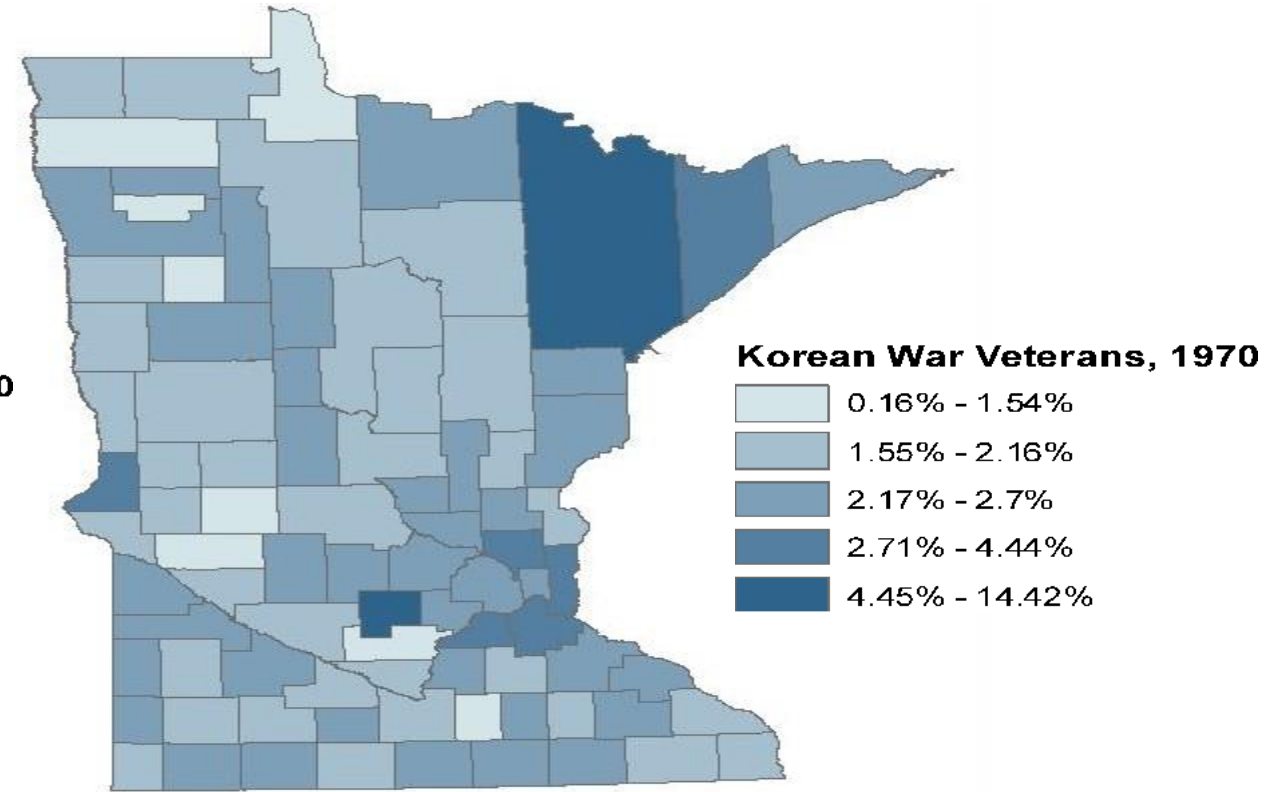 0
Korean War Veterans, 1970
0.16% - 1.54%
1.55% - 2.16%
2.17% - 2.7%
2.71% - 4.44%
4.45% - 14.42%